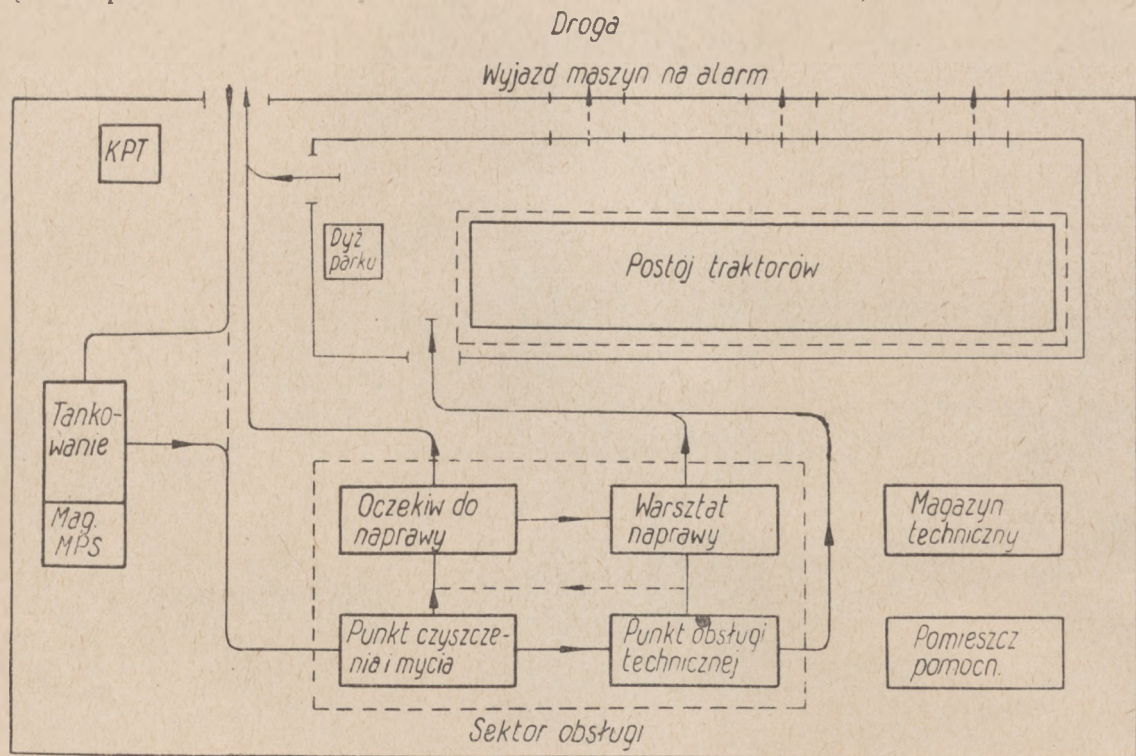 Droga
Wyjazd maszyn na alarm
KPT
Dyż
parku
Postój traktorów
Tanko-
wanie
Mag.
MPS
Oczekiw do
naprawy
Warsztat
naprawy
Magazyn
techniczny
Punkt czyszcze-
nia i mycia
Punkt obsługi
technicznej
Pomieszcz
pomocn.
Sektor obsługi